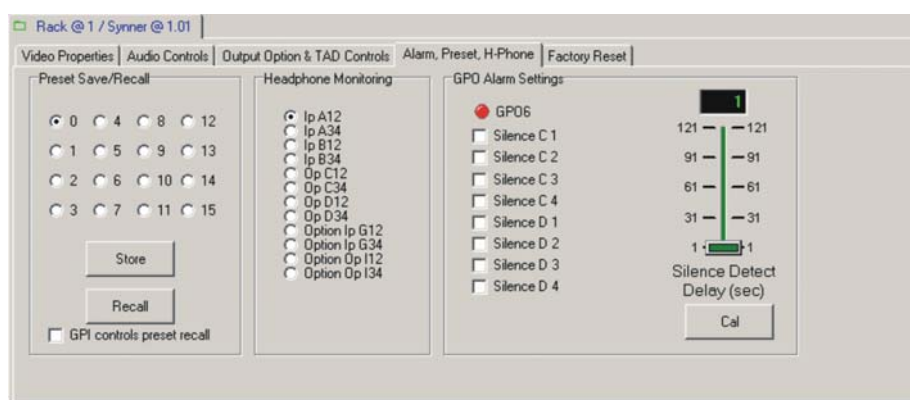 Rack @ 1 / Synner @ 1.01
Video Properties Audio Controls Output Option & TAD Controls Alarm, Preset, H-Phone Factory Reset
Preset Save/Recall
0 4 8 12
1 5 9 13
2 6 10 14
3 7 11 15
Store
Recall
GPI controls preset recall
Headphone Monitoring
Ip A12
Ip A34
Ip B12
Ip B34
Op C12
Op C34
Op D12
Op D34
Option Ip G12
Option Ip G34
Option Op I12
Option Op I34
GPO Alarm Settings
GPO6
Silence C 1
Silence C 2
Silence C 3
Silence C 4
Silence D 1
Silence D 2
Silence D 3
Silence D 4
1
121 121
91 91
61 61
31 31
1 1
Silence Detect
Delay (sec)
Cal